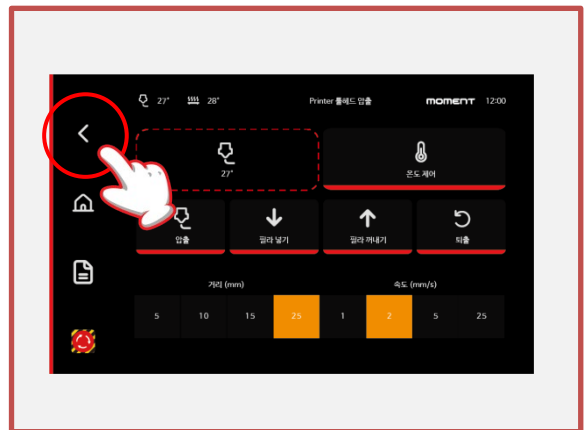 27° 28° Printer 툴헤드 압출 moment 12:00
27° 온도 제어
압출 필라 넣기 필라 꺼내기 퇴출
거리 (mm) 속도 (mm/s)
5 10 15 25 1 2 5 25